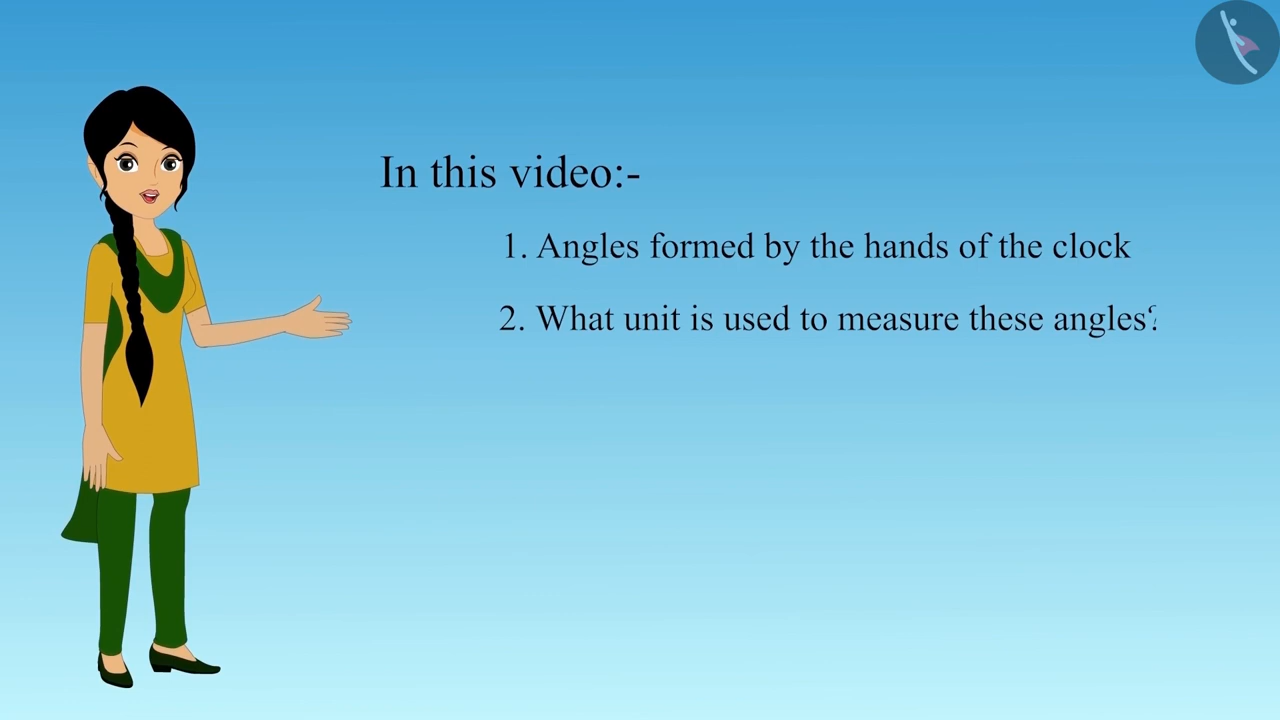 In this video:-
1. Angles formed by the hands of the clock
2. What unit is used to measure these angles?